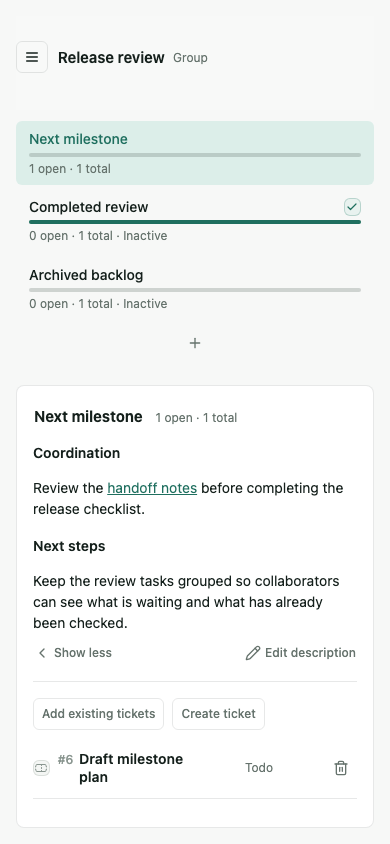 Release review Group
Next milestone
1 open · 1 total
Completed review
0 open · 1 total · Inactive
Archived backlog
0 open · 1 total · Inactive
Next milestone 1 open · 1 total
Coordination
Review the handoff notes before completing the
release checklist.
Next steps
Keep the review tasks grouped so collaborators
can see what is waiting and what has already
been checked.
Show less Edit description
Add existing tickets Create ticket
#6 Draft milestone Todo
plan